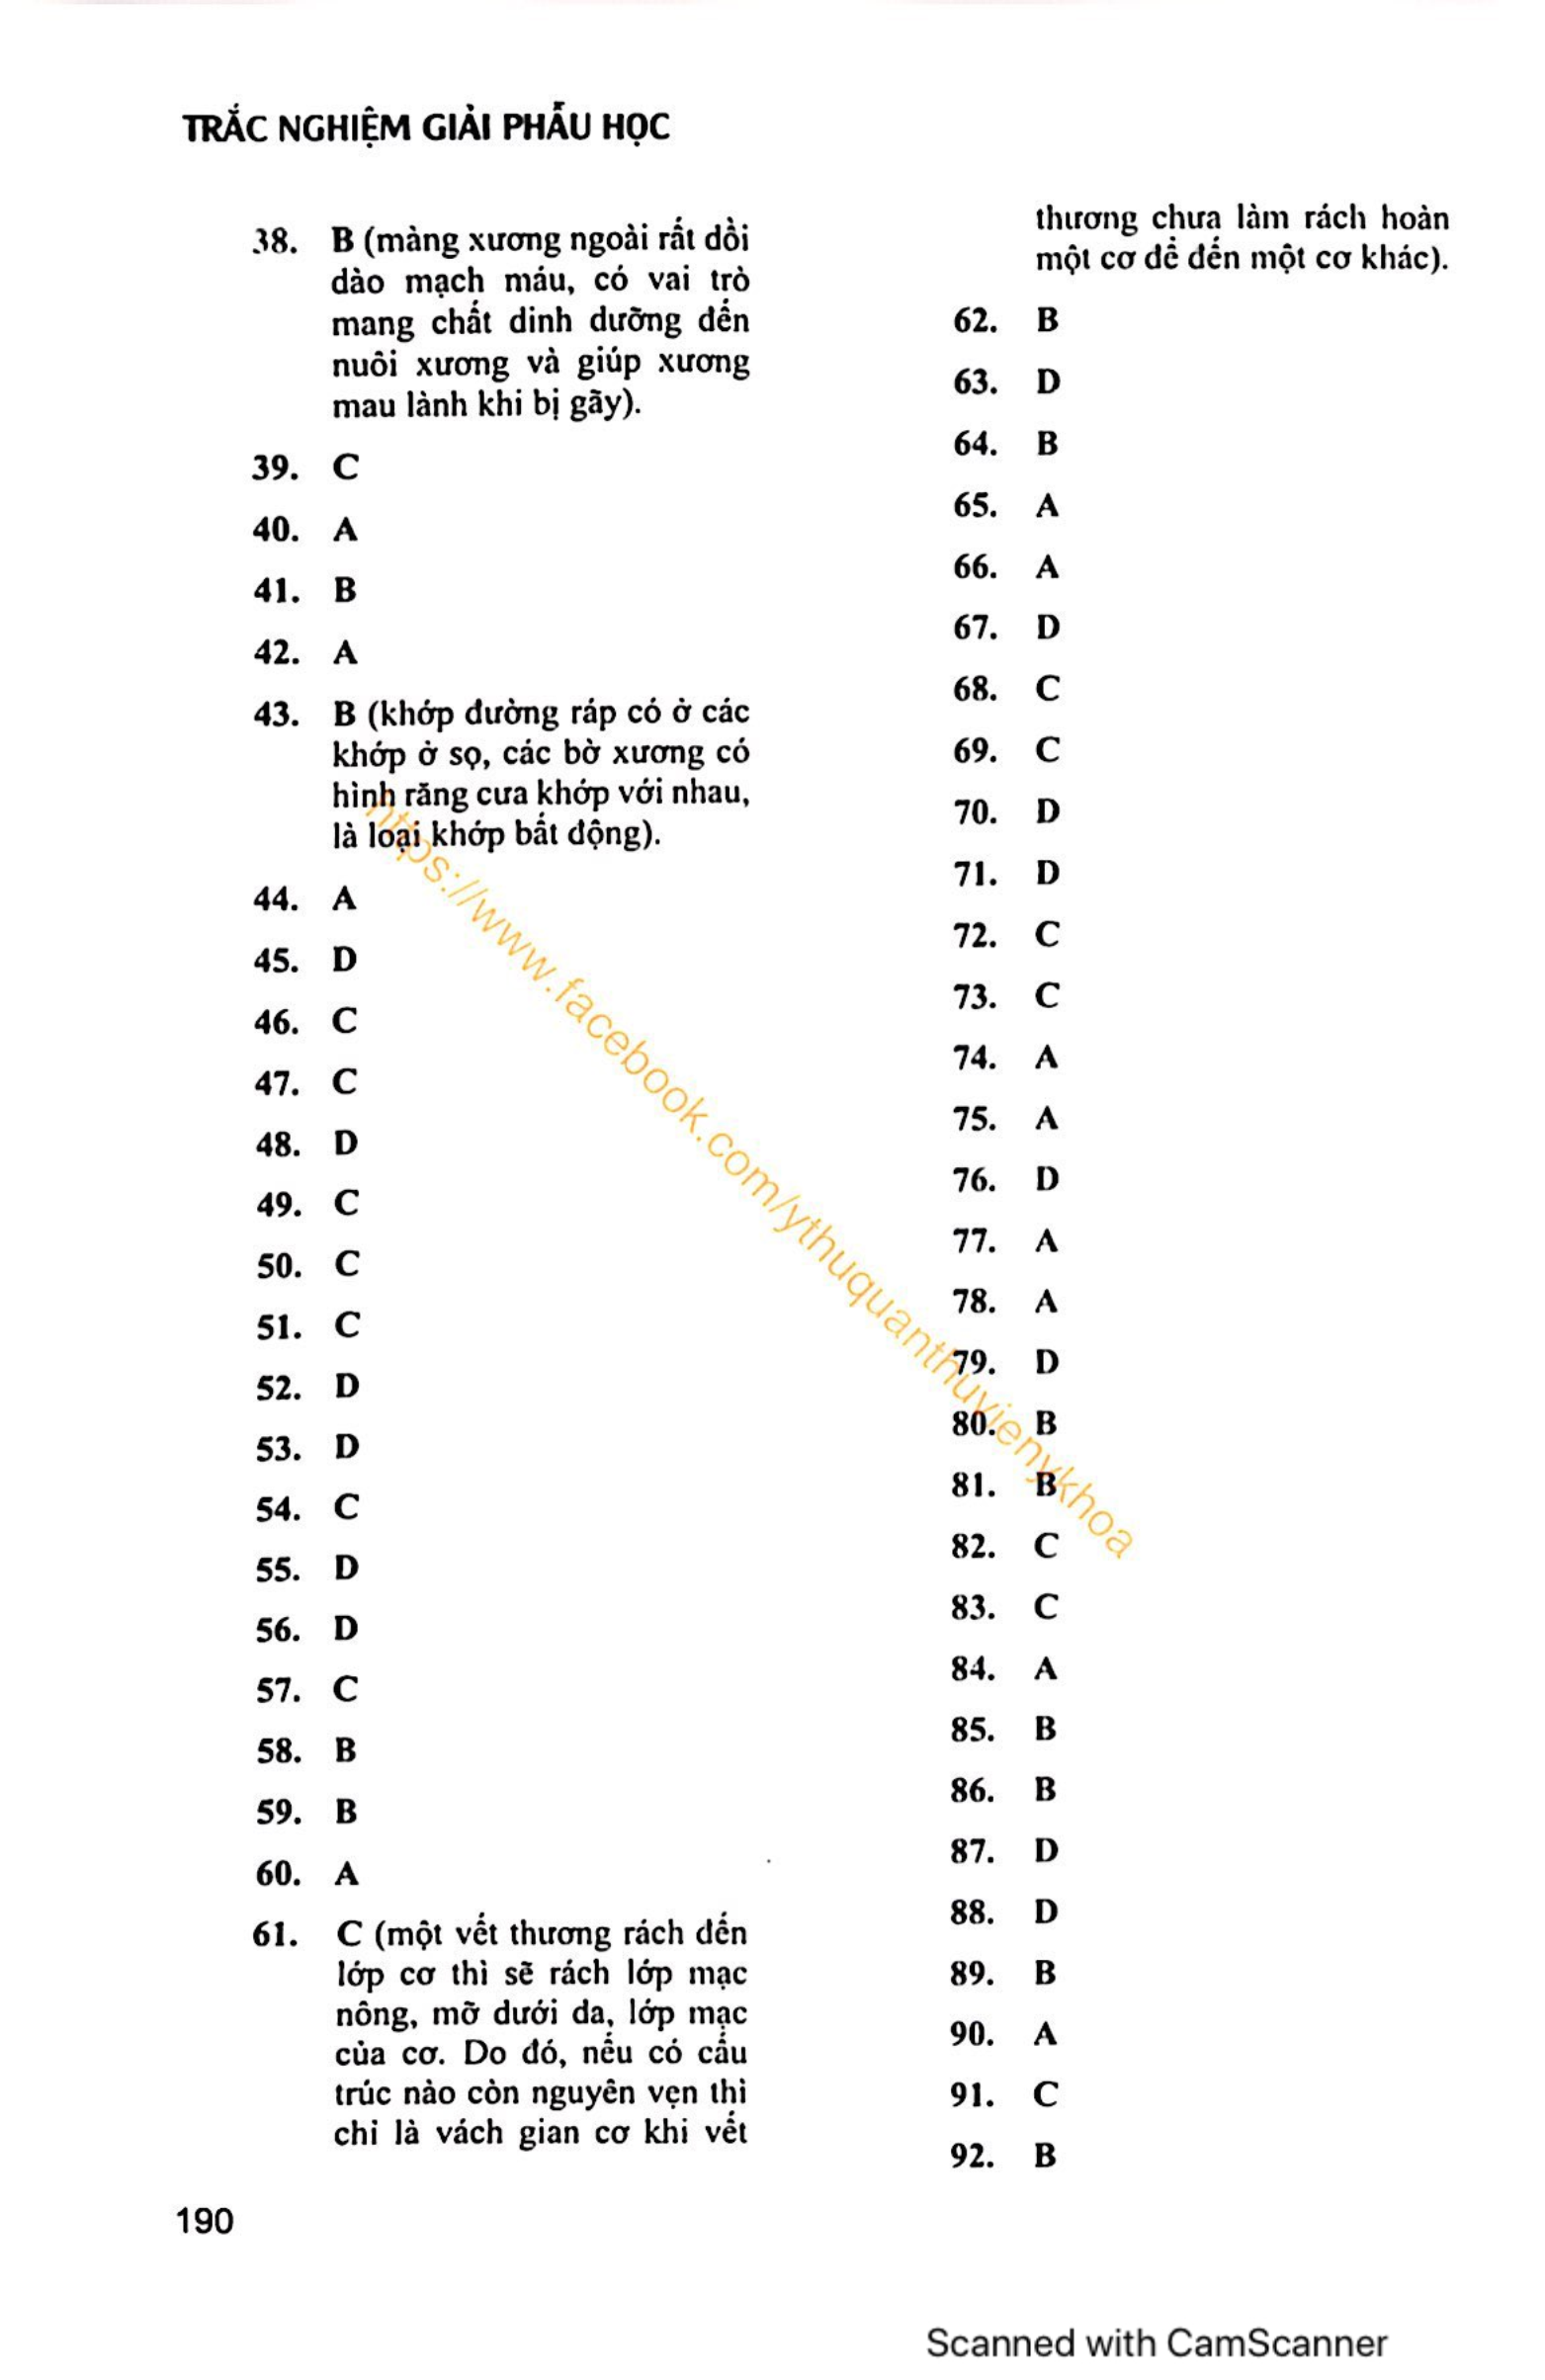 TRẮC NGHIỆM GIẢI PHẪU HỌC
38. B (màng xương ngoài rất dồi
dào mạch máu, có vai trò
mang chất dinh dưỡng đến
nuôi xương và giúp xương
mau lành khi bị gãy).
39. C
40. A
41. B
42. A
43. B (khớp đường ráp có ở các
khớp ở sọ, các bờ xương có
hình răng cưa khớp với nhau,
là loại khớp bất động).
44. A
45. D
46. C
47. C
48. D
49. C
50. C
51. C
52. D
53. D
54. C
55. D
56. D
57. C
58. B
59. B
60. A
61. C (một vết thương rách đến
lớp cơ thì sẽ rách lớp mạc
nông, mỡ dưới da, lớp mạc
của cơ. Do đó, nếu có cấu
trúc nào còn nguyên vẹn thì
chỉ là vách gian cơ khi vết
thương chưa làm rách hoàn
một cơ để đến một cơ khác).
62. B
63. D
64. B
65. A
66. A
67. D
68. C
69. C
70. D
71. D
72. C
73. C
74. A
75. A
76. D
77. A
78. A
79. D
80. B
81. B
82. C
83. C
84. A
85. B
86. B
87. D
88. D
89. B
90. A
91. C
92. B
https://www.facebook.com/ythuquanthuvienykhoa
190
Scanned with CamScanner